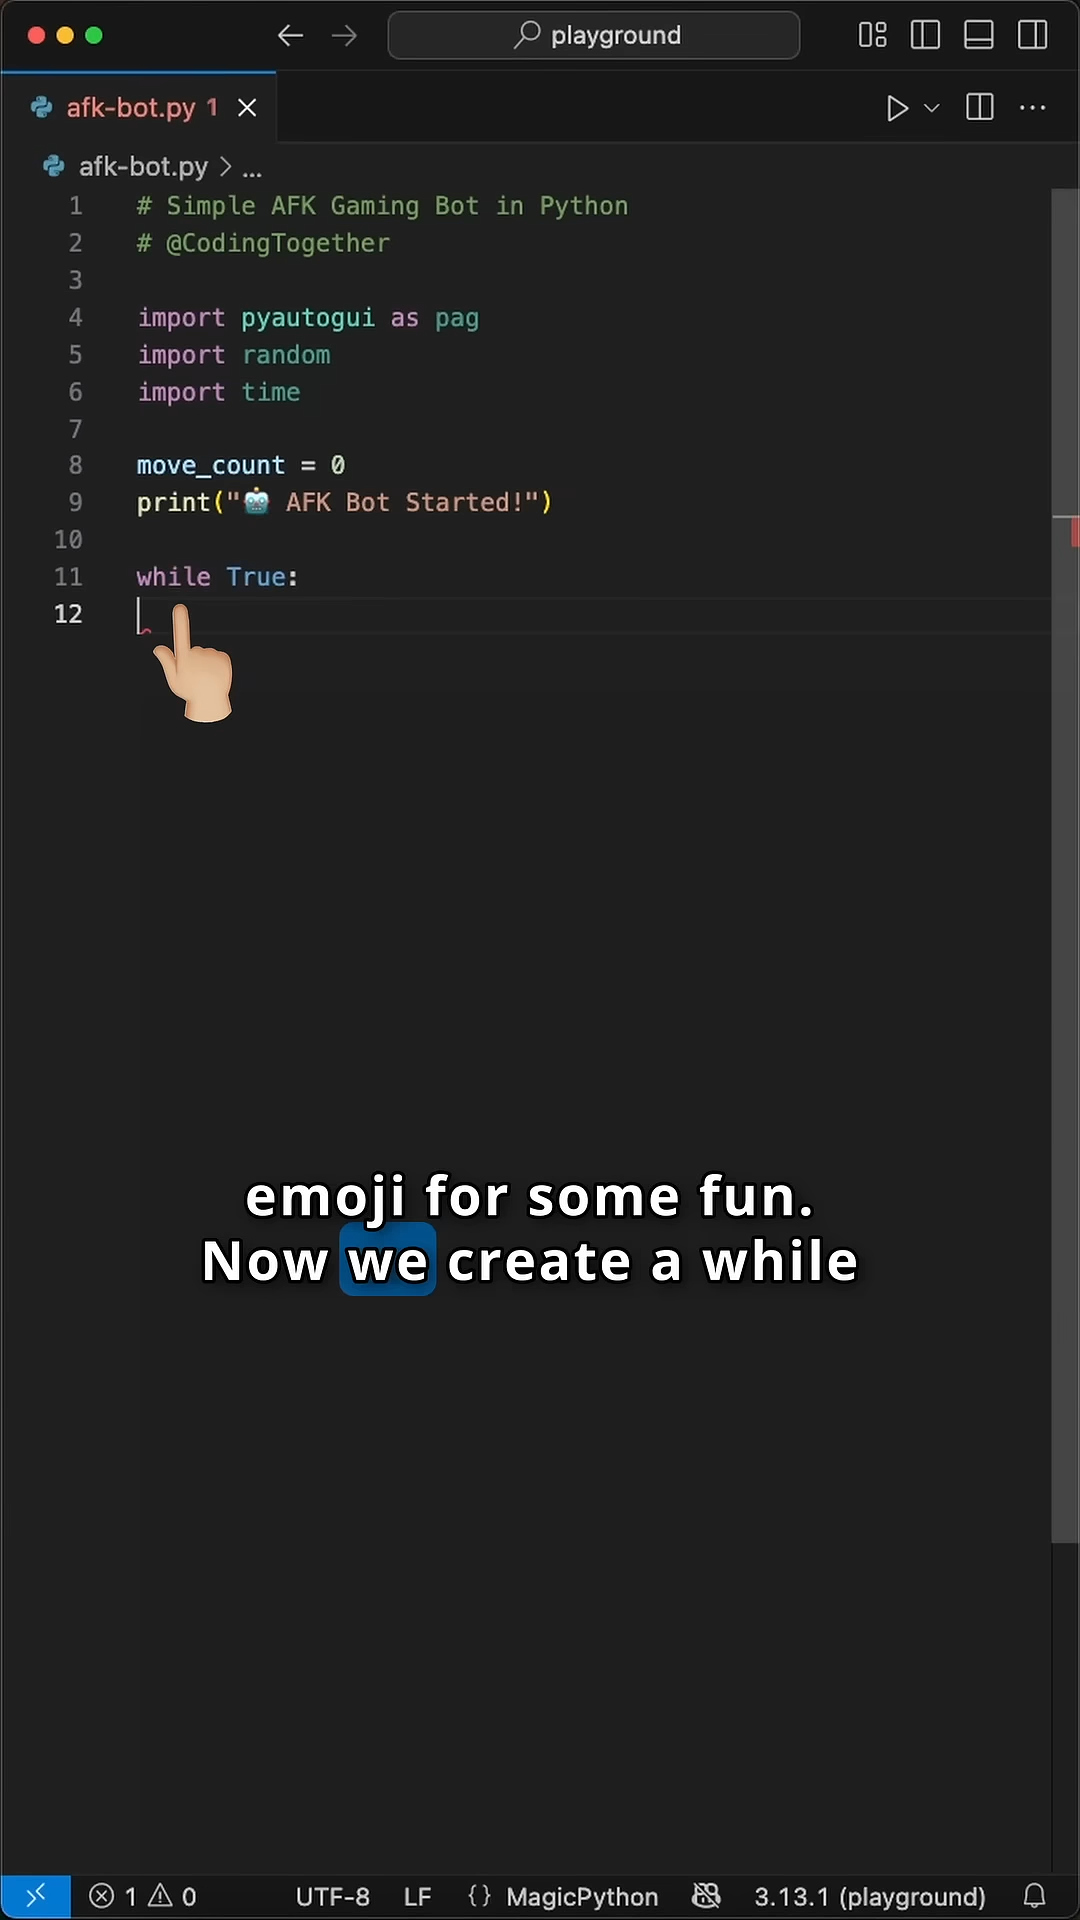 playground
afk-bot.py 1
afk-bot.py > ...
1 # Simple AFK Gaming Bot in Python
2 # @CodingTogether
3
4 import pyautogui as pag
5 import random
6 import time
7
8 move_count = 0
9 print("🤖 AFK Bot Started!")
10
11 while True:
12
emoji for some fun.
Now we create a while
1 0 UTF-8 LF {} MagicPython 3.13.1 (playground)